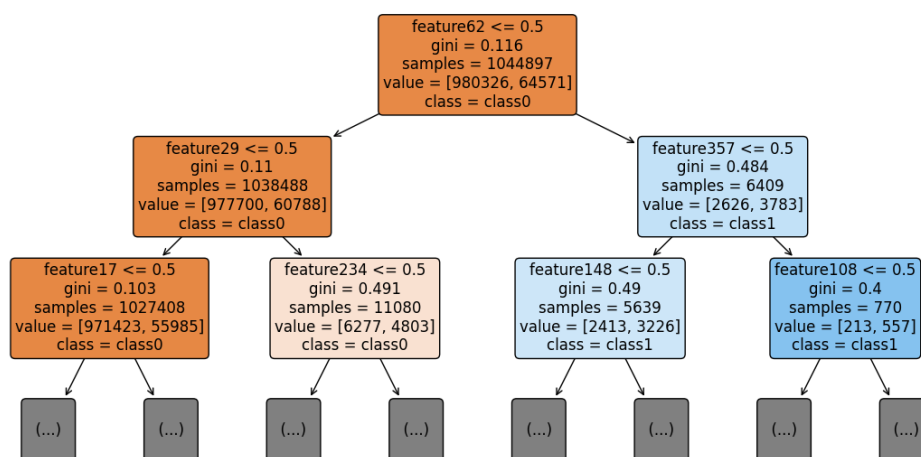 feature62 <= 0.5
gini = 0.116
samples = 1044897
value = [980326, 64571]
class = class0
feature29 <= 0.5
gini = 0.11
samples = 1038488
value = [977700, 60788]
class = class0
feature357 <= 0.5
gini = 0.484
samples = 6409
value = [2626, 3783]
class = class1
feature17 <= 0.5
gini = 0.103
samples = 1027408
value = [971423, 55985]
class = class0
feature234 <= 0.5
gini = 0.491
samples = 11080
value = [6277, 4803]
class = class0
feature148 <= 0.5
gini = 0.49
samples = 5639
value = [2413, 3226]
class = class1
feature108 <= 0.5
gini = 0.4
samples = 770
value = [213, 557]
class = class1
(...)
(...)
(...)
(...)
(...)
(...)
(...)
(...)